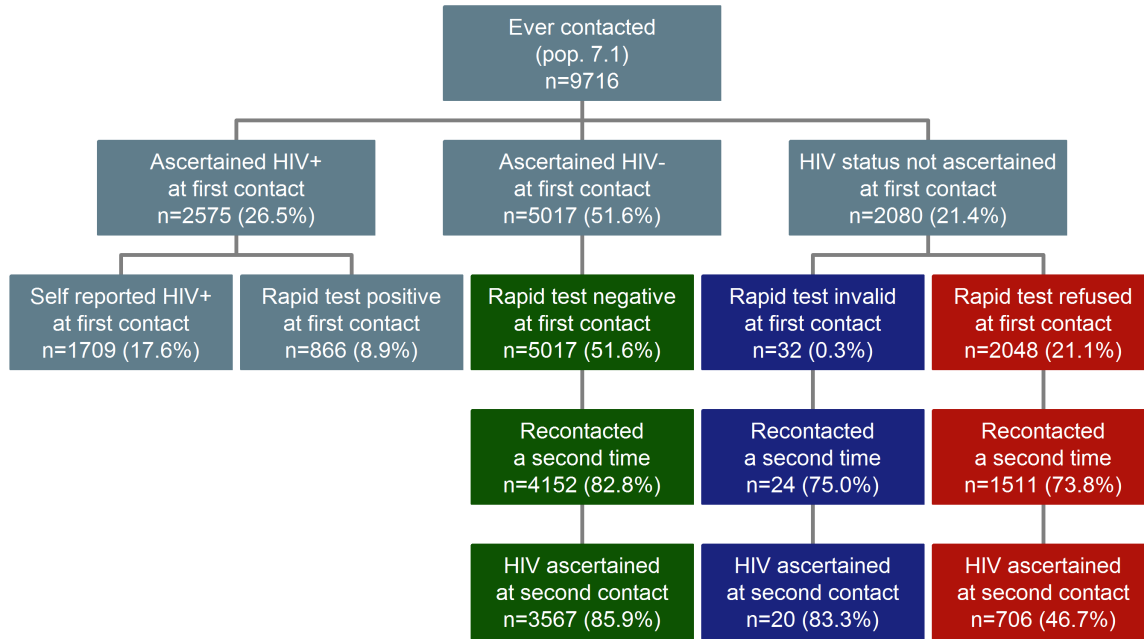 Ever contacted
(pop. 7.1)
n=9716
Ascertained HIV+
at first contact
n=2575 (26.5%)
Ascertained HIV-
at first contact
n=5017 (51.6%)
HIV status not ascertained
at first contact
n=2080 (21.4%)
Self reported HIV+
at first contact
n=1709 (17.6%)
Rapid test positive
at first contact
n=866 (8.9%)
Rapid test negative
at first contact
n=5017 (51.6%)
Rapid test invalid
at first contact
n=32 (0.3%)
Rapid test refused
at first contact
n=2048 (21.1%)
Recontacted
a second time
n=4152 (82.8%)
Recontacted
a second time
n=24 (75.0%)
Recontacted
a second time
n=1511 (73.8%)
HIV ascertained
at second contact
n=3567 (85.9%)
HIV ascertained
at second contact
n=20 (83.3%)
HIV ascertained
at second contact
n=706 (46.7%)